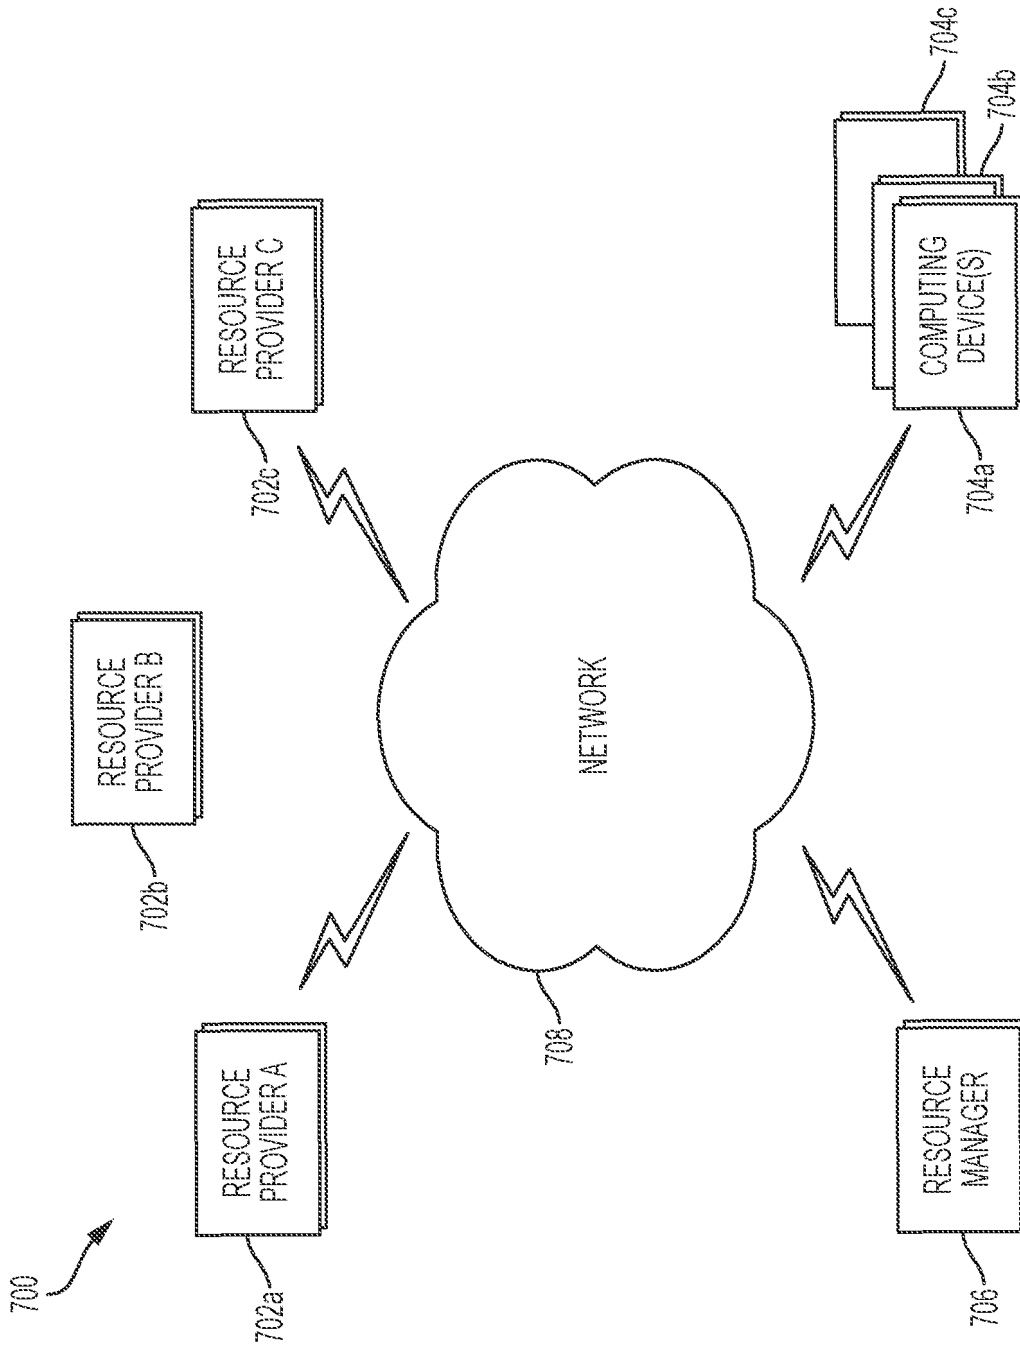 700
RESOURCE
PROVIDER A
702a
RESOURCE
PROVIDER B
702b
RESOURCE
PROVIDER C
702c
NETWORK
708
RESOURCE
MANAGER
706
COMPUTING
DEVICE(S)
704a
704b
704c